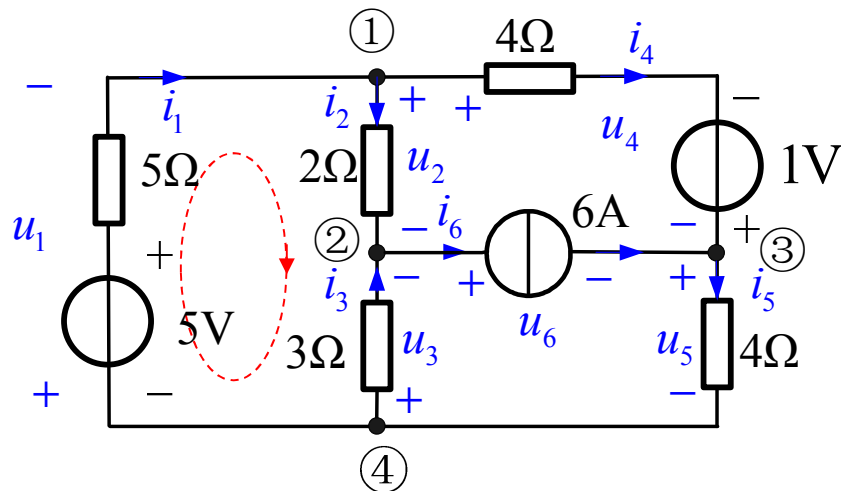 ① 4Ω i₄
− i₁ i₂ + + −
5Ω 2Ω u₂ u₄ 1V
u₁ + ② − i₆ 6A − + ③
i₃ − + − + i₅
5V 3Ω u₃ u₆ u₅ 4Ω
+ − + −
④